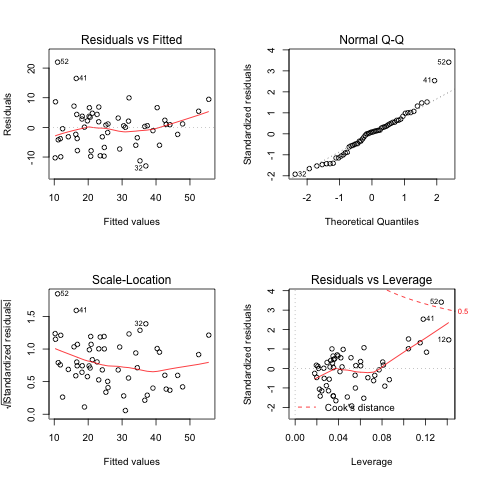 Residuals vs Fitted
Residuals
20
10
0
-10
52
41
32
10 20 30 40 50
Fitted values
Normal Q-Q
Standardized residuals
4
3
2
1
0
-1
-2
52
41
32
-2 -1 0 1 2
Theoretical Quantiles
Scale-Location
√|Standardized residuals|
1.5
1.0
0.5
0.0
52
41
32
10 20 30 40 50
Fitted values
Residuals vs Leverage
Standardized residuals
4
3
2
1
0
-1
-2
52
0.5
41
12
Cook's distance
0.00 0.04 0.08 0.12
Leverage